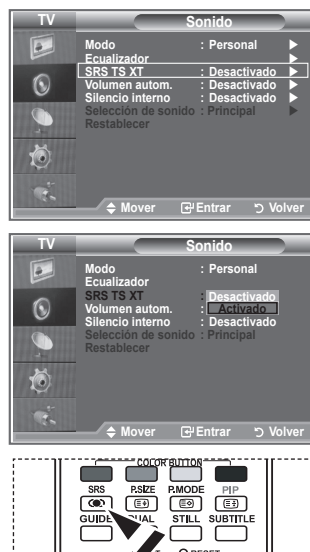 TV Sonido
Modo : Personal
Ecualizador
SRS TS XT : Desactivado
Volumen autom. : Desactivado
Silencio interno : Desactivado
Selección de sonido : Principal
Restablecer
Mover Entrar Volver
TV Sonido
Modo : Personal
Ecualizador
SRS TS XT : Desactivado
Volumen autom. : Activado
Silencio interno : Desactivado
Selección de sonido : Principal
Restablecer
Mover Entrar Volver
COLOR BUTTON
SRS P.SIZE P.MODE PIP
GUIDE DUAL STILL SUBTITLE
RESET